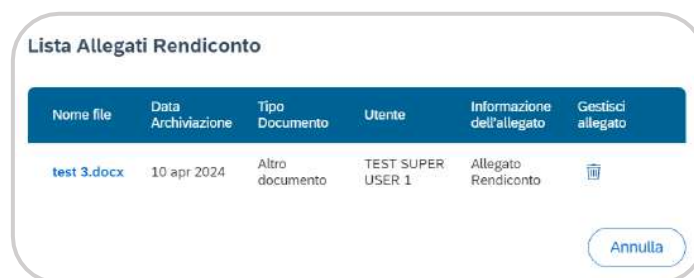 Lista Allegati Rendiconto
Nome file
Data Archiviazione
Tipo Documento
Utente
Informazione dell'allegato
Gestisci allegato
test 3.docx
10 apr 2024
Altro documento
TEST SUPER USER 1
Allegato Rendiconto
Annulla